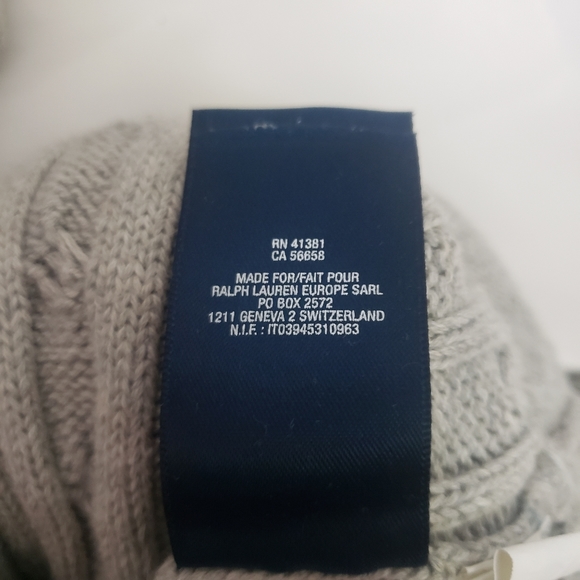 RN 41381
CA 56658
MADE FOR/FAIT POUR
RALPH LAUREN EUROPE SARL
PO BOX 2572
1211 GENEVA 2 SWITZERLAND
N.I.F. : IT03945310963